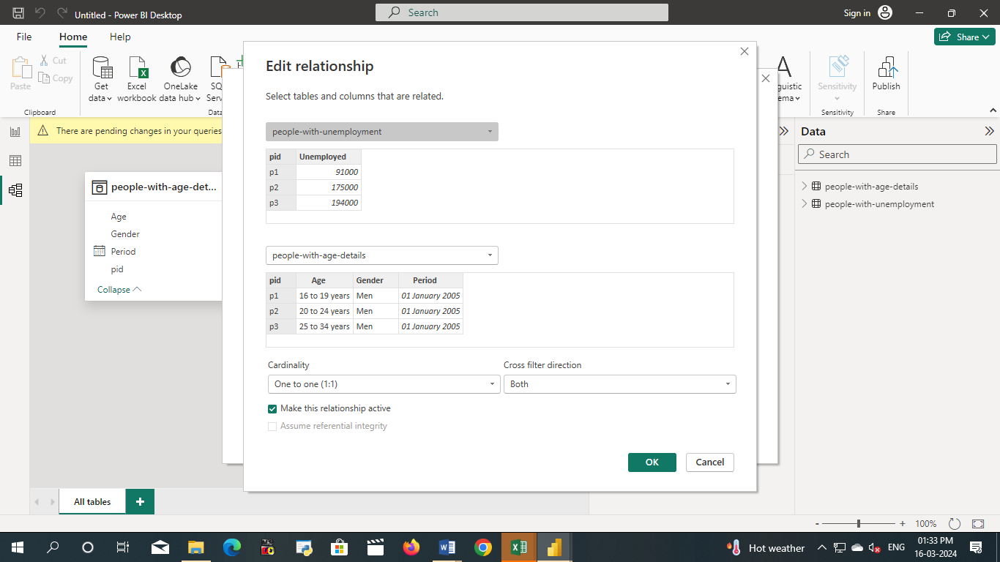 Untitled - Power BI Desktop
Search
Sign in
File
Home
Help
Share
Paste
Cut
Copy
Get
data
Excel
workbook
OneLake
data hub
SQ
Serv
Clipboard
Data
guistic
ema
Sensitivity
Publish
Sensitivity
Share
There are pending changes in your queries
people-with-age-det...
Age
Gender
Period
pid
Collapse
Edit relationship
Select tables and columns that are related.
people-with-unemployment
pid Unemployed
p1 91000
p2 175000
p3 194000
people-with-age-details
pid Age Gender Period
p1 16 to 19 years Men 01 January 2005
p2 20 to 24 years Men 01 January 2005
p3 25 to 34 years Men 01 January 2005
Cardinality Cross filter direction
One to one (1:1) Both
Make this relationship active
Assume referential integrity
OK Cancel
Data
Search
people-with-age-details
people-with-unemployment
All tables
+
- + 100%
Hot weather
ENG
01:33 PM
16-03-2024